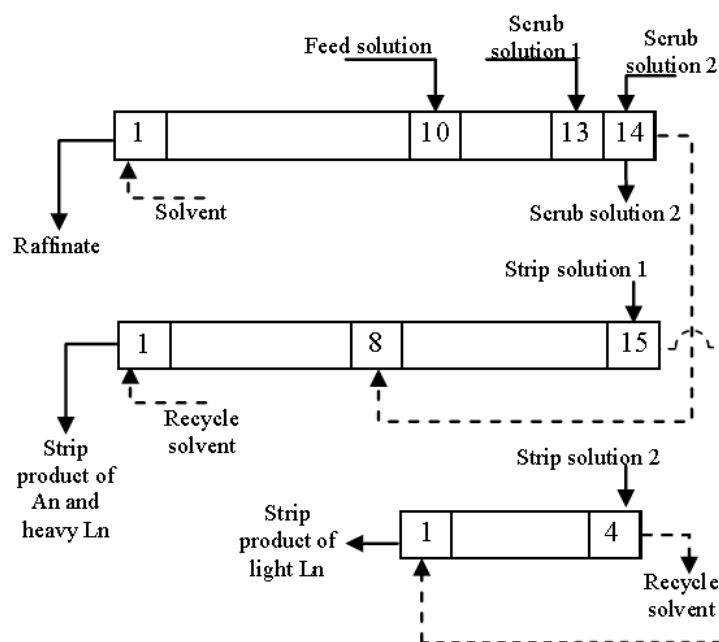 Feed solution
Scrub
solution 1
Scrub
solution 2
1
10
13
14
Solvent
Scrub solution 2
Raffinate
Strip solution 1
1
8
15
Recycle
solvent
Strip
product of
An and
heavy Ln
Strip solution 2
Strip
product of
light Ln
1
4
Recycle
solvent